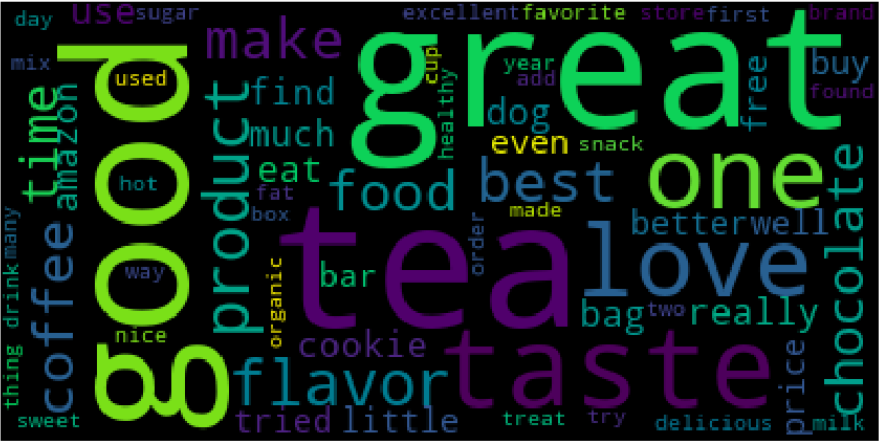 day
use
sugar
excellent
favorite
store
first
brand
mix
used
make
great
cup
year
add
buy
found
free
time
amazon
good
product
find
much
healthy
dog
even
snack
hot
eat
fat
box
food
best
one
chocolate
made
many
coffee
way
tea
order
love
better
well
drink
organic
bar
bag
two
really
nice
cookie
thing
flavor
taste
price
sweet
tried
little
treat
try
delicious
milk